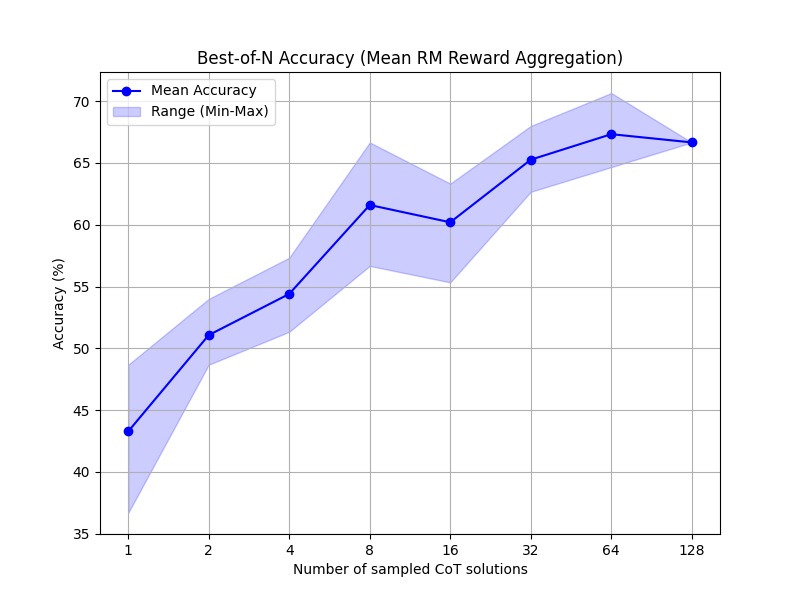 Best-of-N Accuracy (Mean RM Reward Aggregation)
Mean Accuracy
Range (Min-Max)
Accuracy (%)
70
65
60
55
50
45
40
35
1 2 4 8 16 32 64 128
Number of sampled CoT solutions